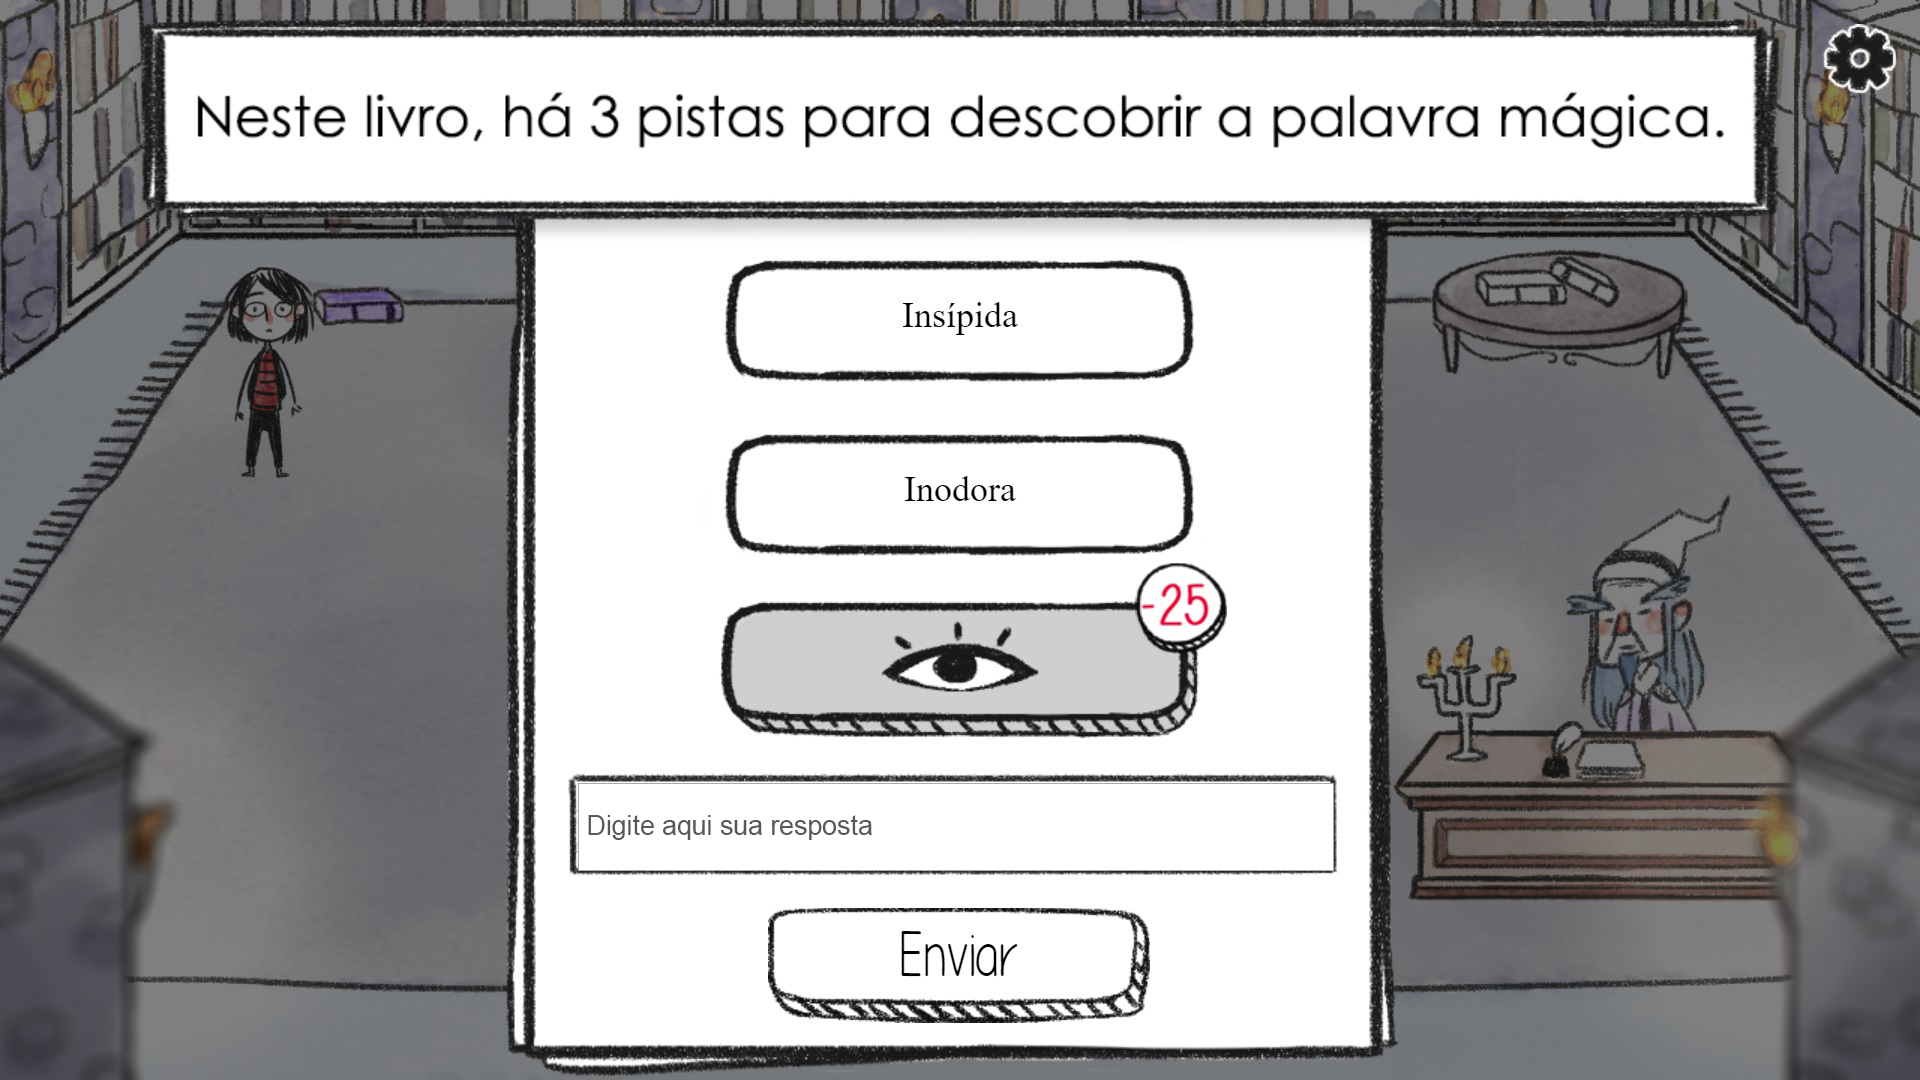 Neste livro, há 3 pistas para descobrir a palavra mágica.
Insípida
Inodora
-25
Digite aqui sua resposta
Enviar